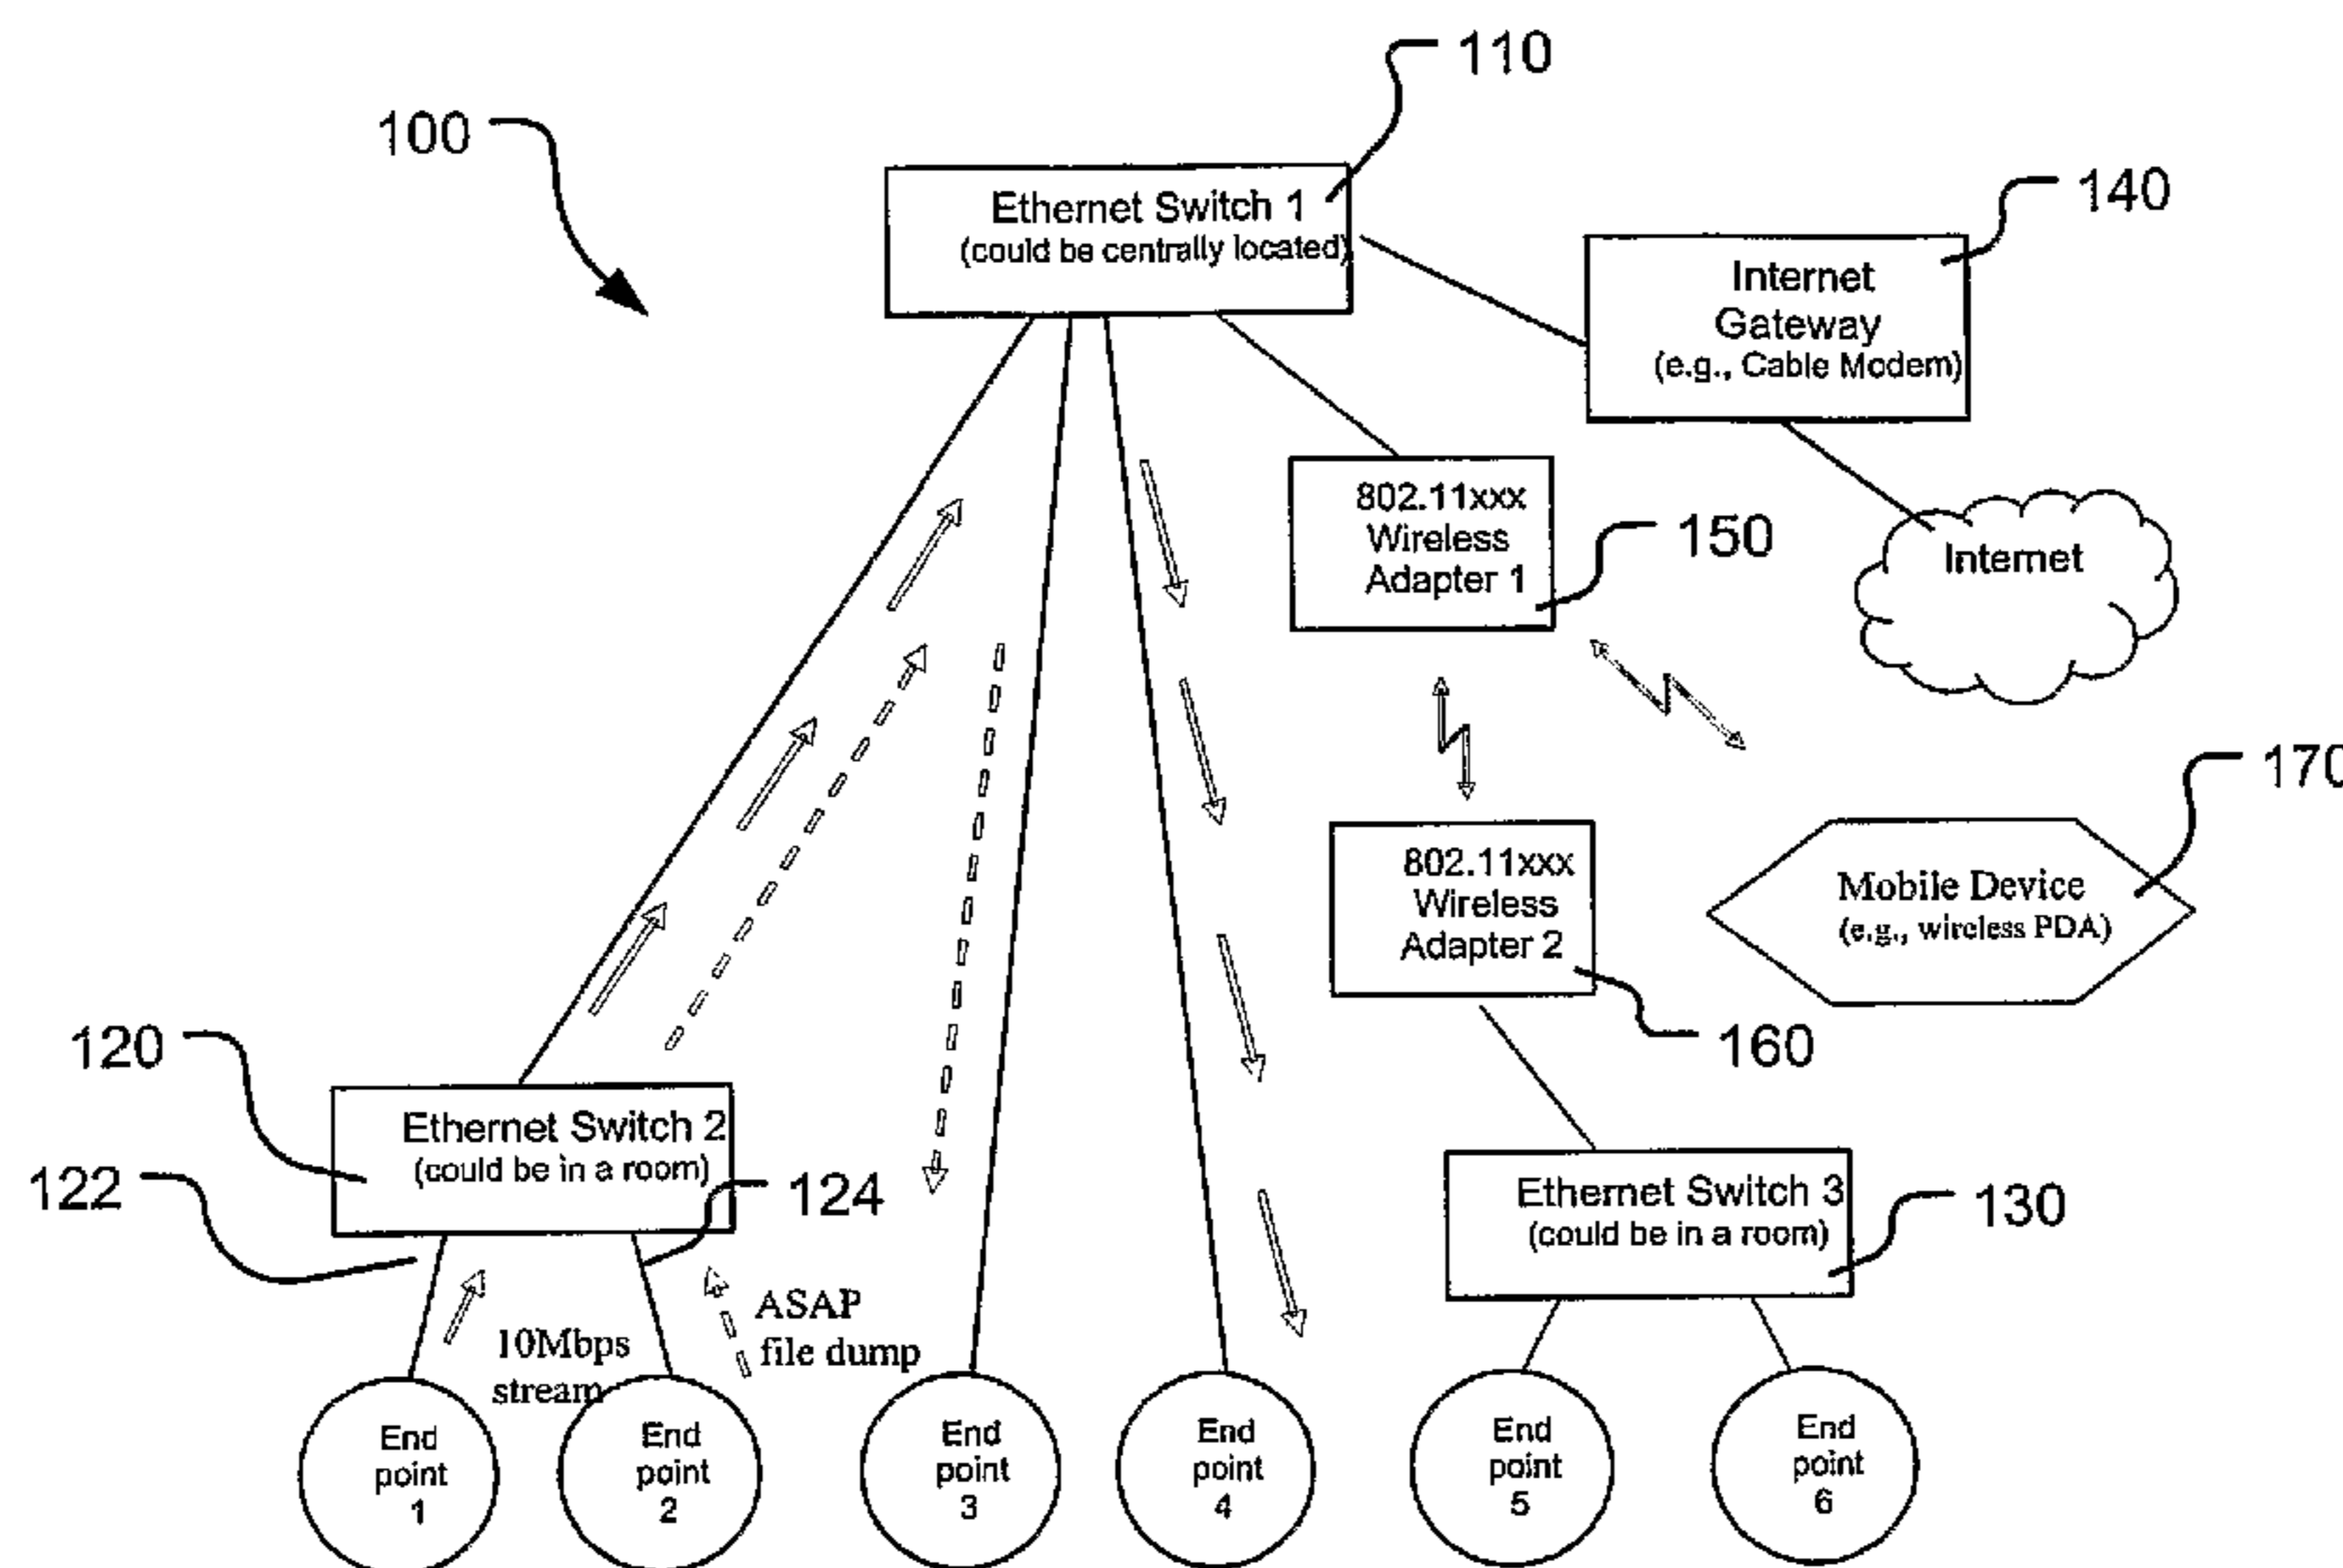 110
100
Ethernet Switch 1
(could be centrally located)
140
Internet
Gateway
(e.g., Cable Modem)
802.11xxx
Wireless
Adapter 1
150
Internet
170
802.11xxx
Wireless
Adapter 2
Mobile Device
(e.g., wireless PDA)
160
120
Ethernet Switch 2
(could be in a room)
122
124
Ethernet Switch 3
(could be in a room)
130
10Mbps
stream
ASAP
file dump
End
point
1
End
point
2
End
point
3
End
point
4
End
point
5
End
point
6